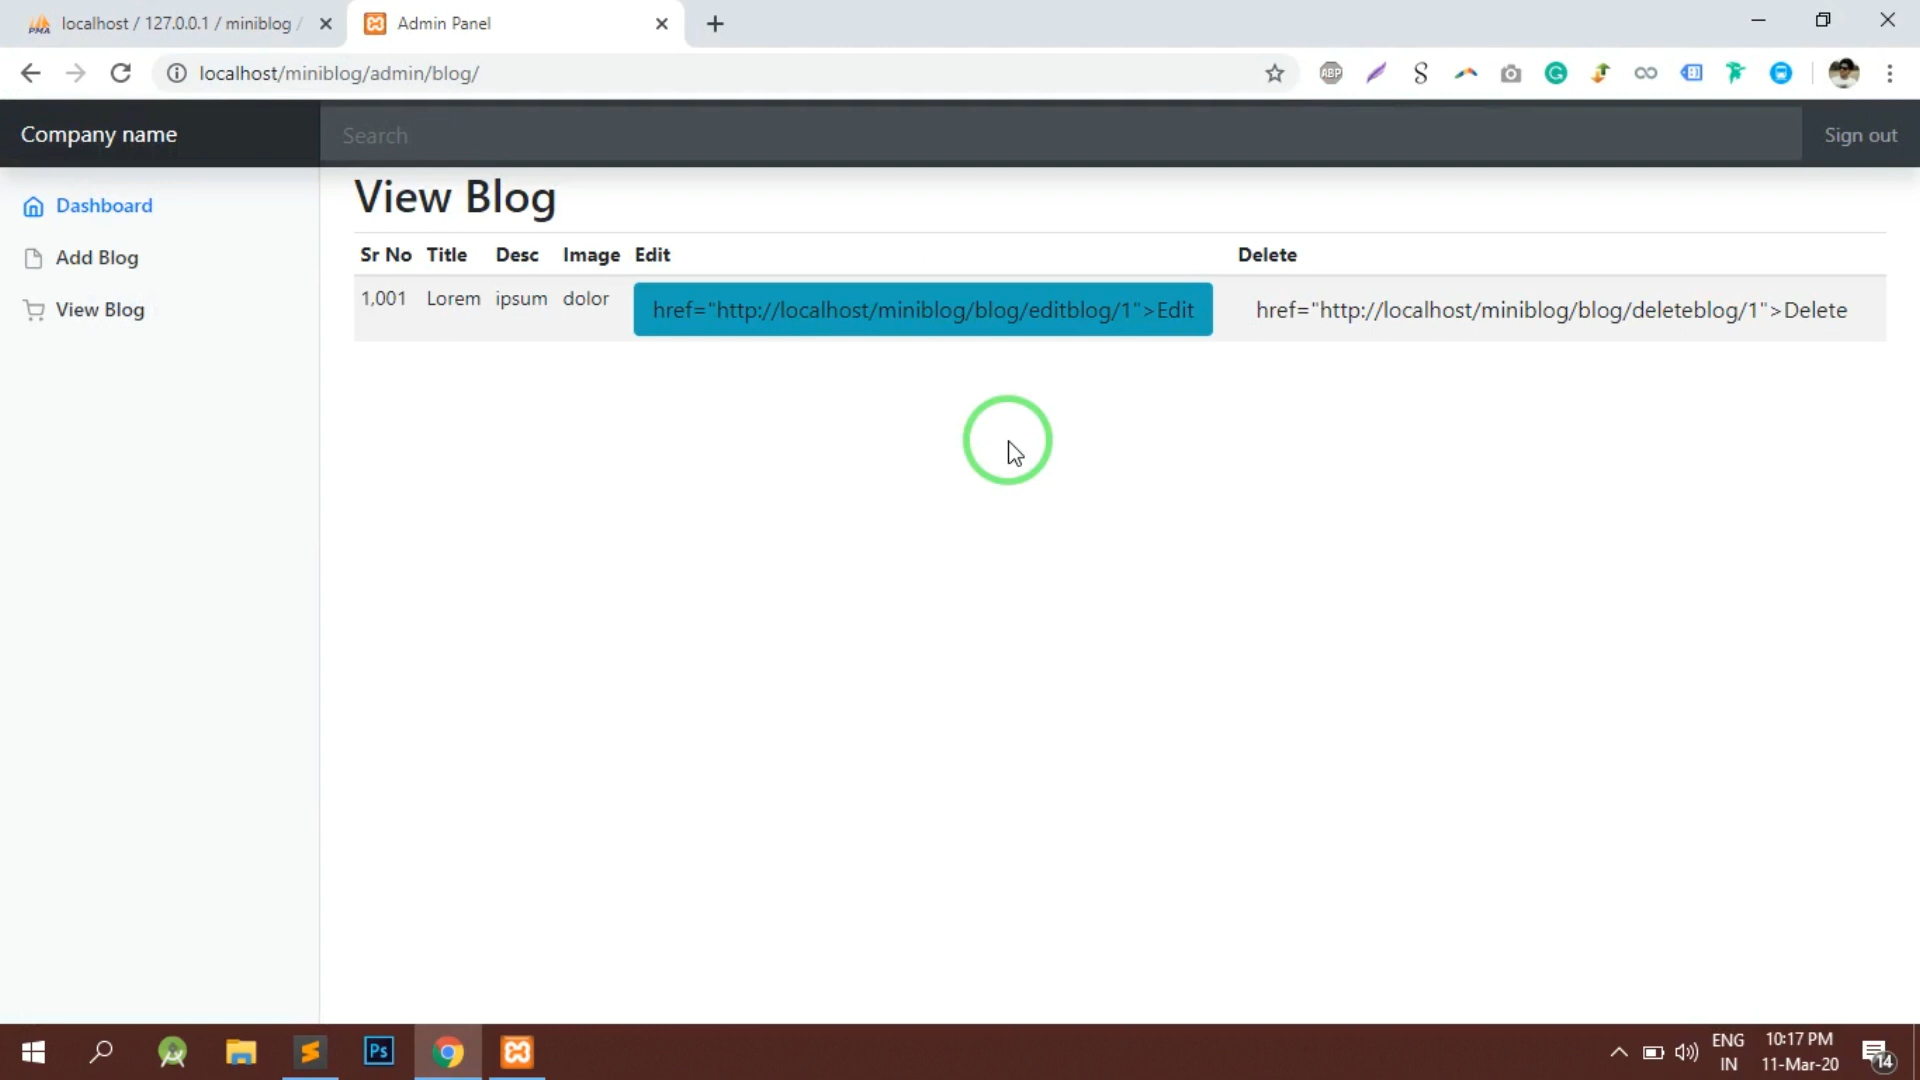 localhost / 127.0.0.1 / miniblog /
Admin Panel
localhost/miniblog/admin/blog/
ABP
Company name
Search
Sign out
Dashboard
Add Blog
View Blog
View Blog
Sr No Title Desc Image Edit Delete
1,001 Lorem ipsum dolor href="http://localhost/miniblog/blog/editblog/1">Edit href="http://localhost/miniblog/blog/deleteblog/1">Delete
Ps
ENG
IN
10:17 PM
11-Mar-20
14